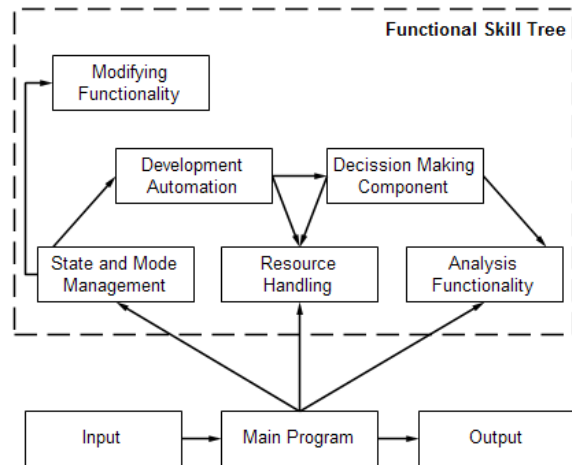 Functional Skill Tree
Modifying
Functionality
Development
Automation
Decission Making
Component
State and Mode
Management
Resource
Handling
Analysis
Functionality
Input
Main Program
Output